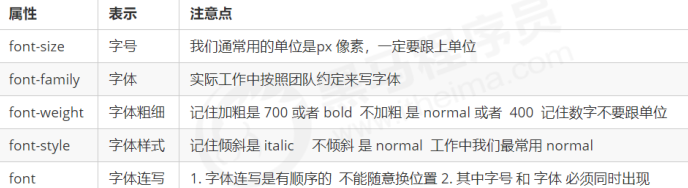 属性 表示 注意点
font-size 字号 我们通常用的单位是px 像素，一定要跟上单位
font-family 字体 实际工作中按照团队约定来写字体
font-weight 字体粗细 记住加粗是 700 或者 bold 不加粗 是 normal 或者 400 记住数字不要跟单位
font-style 字体样式 记住倾斜是 italic 不倾斜 是 normal 工作中我们最常用 normal
font 字体连写 1. 字体连写是有顺序的 不能随意换位置 2. 其中字号 和 字体 必须同时出现